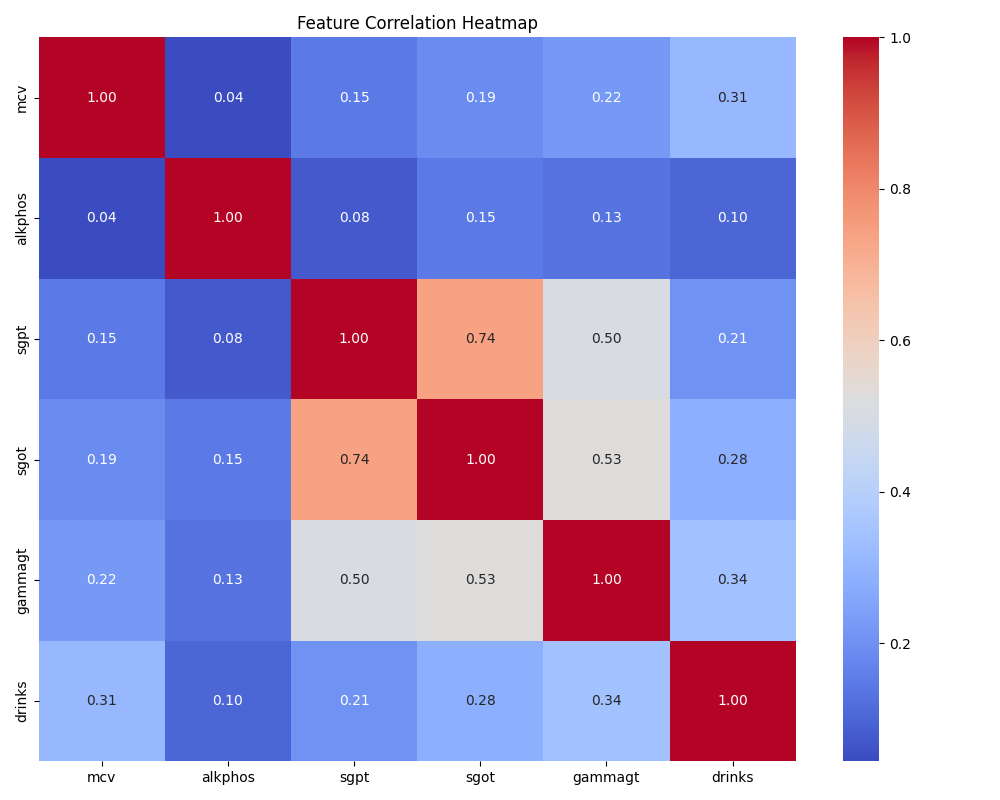 Feature Correlation Heatmap
mcv 1.00 0.04 0.15 0.19 0.22 0.31
alkphos 0.04 1.00 0.08 0.15 0.13 0.10
sgpt 0.15 0.08 1.00 0.74 0.50 0.21
sgot 0.19 0.15 0.74 1.00 0.53 0.28
gammagt 0.22 0.13 0.50 0.53 1.00 0.34
drinks 0.31 0.10 0.21 0.28 0.34 1.00
mcv alkphos sgpt sgot gammagt drinks
1.0
0.8
0.6
0.4
0.2